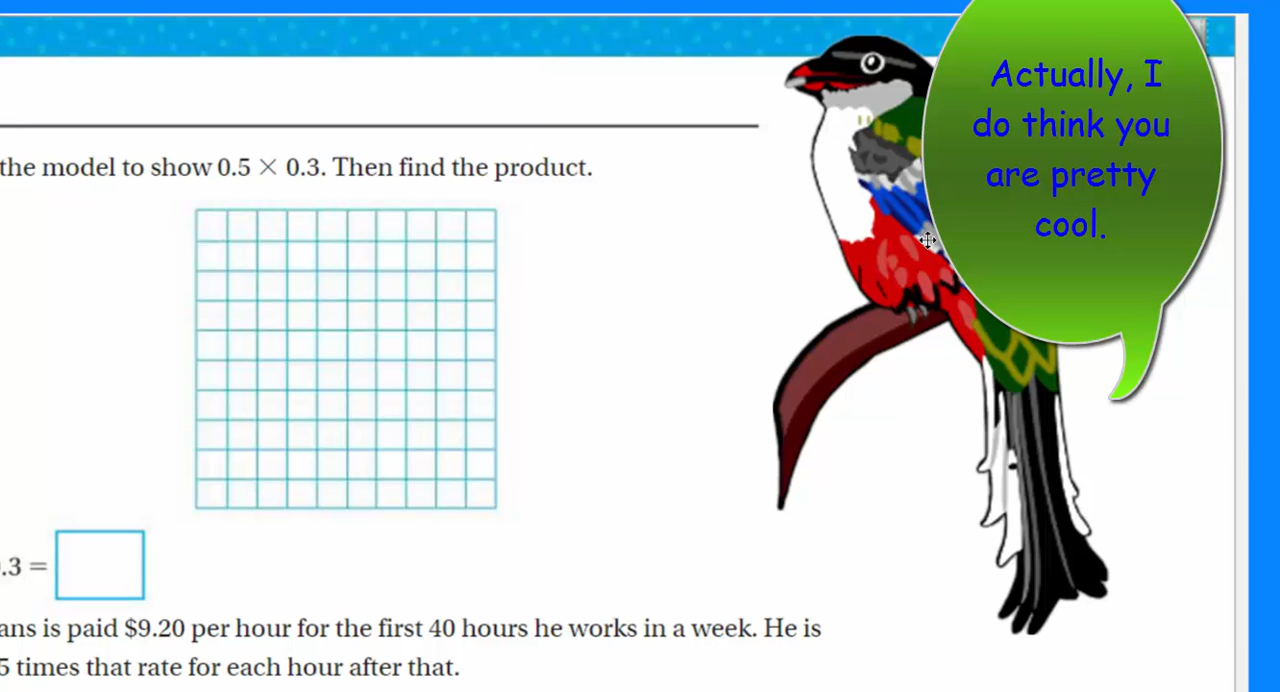 Actually, I
do think you
are pretty
cool.
the model to show 0.5 × 0.3. Then find the product.
.3 =
ans is paid $9.20 per hour for the first 40 hours he works in a week. He is
5 times that rate for each hour after that.